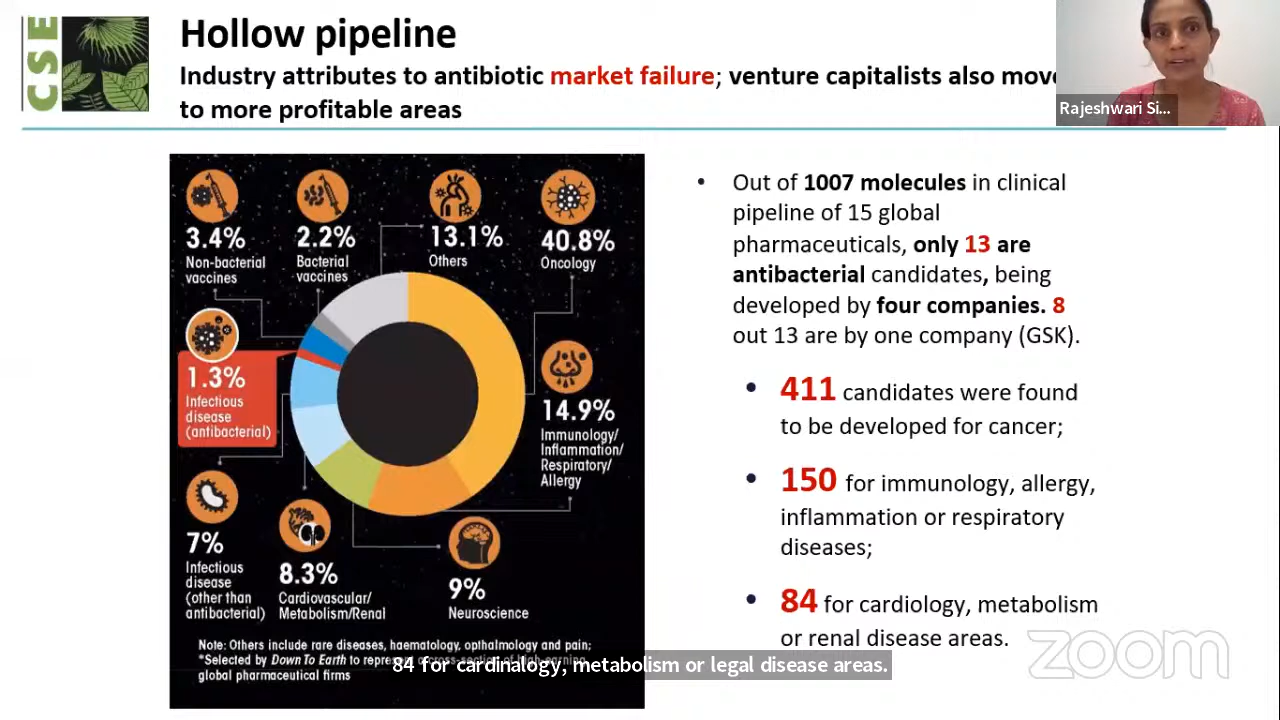 CSE
Hollow pipeline
Industry attributes to antibiotic market failure; venture capitalists also move
to more profitable areas
Rajeshwari Si...
3.4%
Non-bacterial
vaccines
2.2%
Bacterial
vaccines
13.1%
Others
40.8%
Oncology
1.3%
Infectious
disease
(antibacterial)
14.9%
Immunology/
Inflammation/
Respiratory/
Allergy
7%
Infectious
disease
(other than
antibacterial)
8.3%
Cardiovascular/
Metabolism/Renal
9%
Neuroscience
Note: Others include rare diseases, haematology, opthalmology and pain;
*Selected by Down To Earth to
global pharmaceutical firms
• Out of 1007 molecules in clinical
pipeline of 15 global
pharmaceuticals, only 13 are
antibacterial candidates, being
developed by four companies. 8
out 13 are by one company (GSK).
• 411 candidates were found
to be developed for cancer;
• 150 for immunology, allergy,
inflammation or respiratory
diseases;
• 84 for cardiology, metabolism
or renal disease areas.
84 for cardinalogy, metabolism or legal disease areas.
zoom